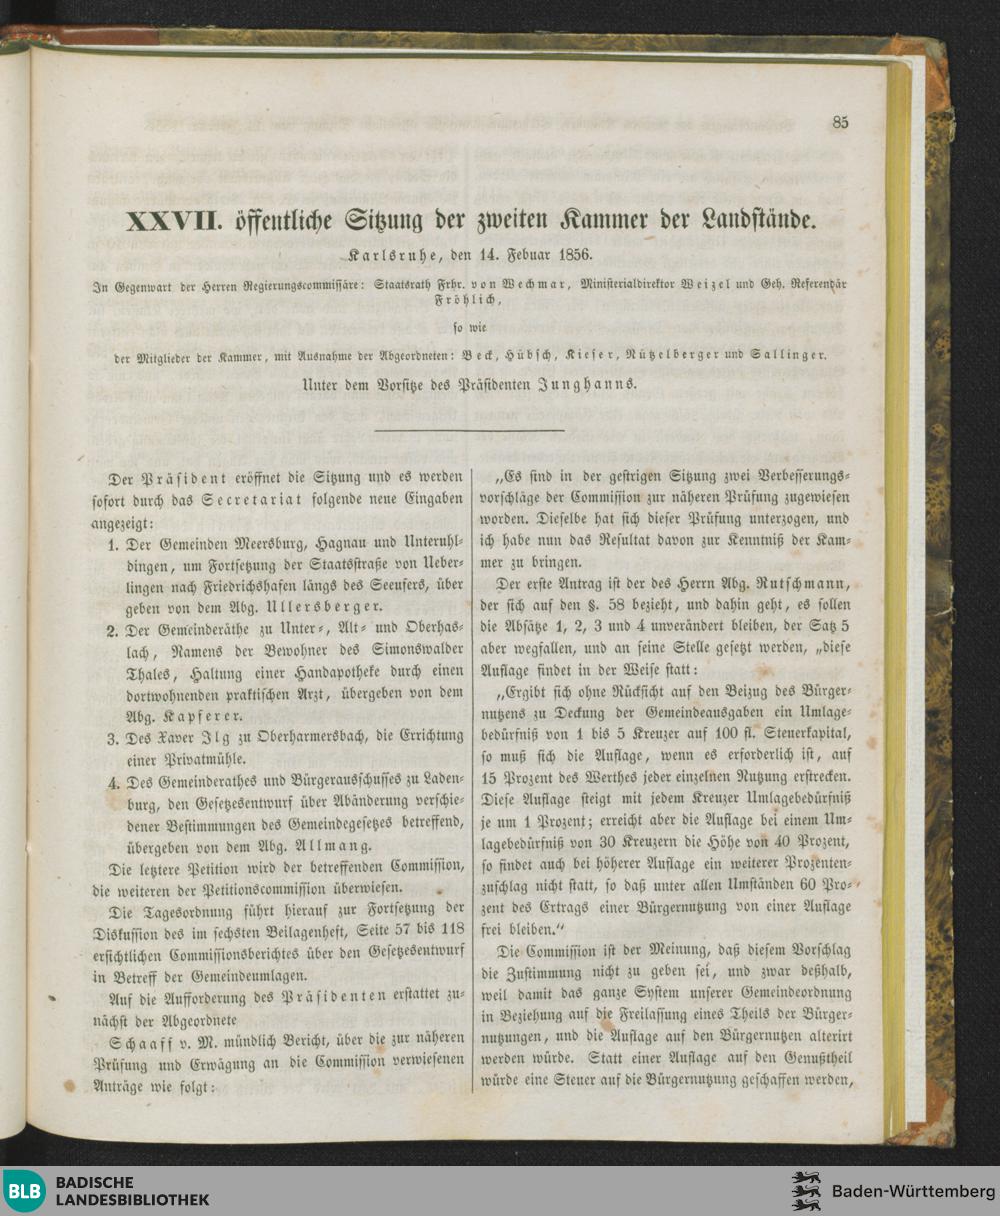 85
XXVII. öffentliche Sitzung der zweiten Kammer der Landstände.
Karlsruhe, den 14. Febuar 1856.
In Gegenwart der Herren Regierungscommissäre: Staatsrath Frhr. von Wechmar, Ministerialdirektor Weizel und Geh. Referendär
Fröhlich,
so wie
der Mitglieder der Kammer, mit Ausnahme der Abgeordneten: Beck, Hübsch, Kieser, Nützelberger und Sallinger.
Unter dem Vorsitze des Präsidenten Junghanns.
Der Präsident eröffnet die Sitzung und es werden
sofort durch das Secretariat folgende neue Eingaben
angezeigt:
1. Der Gemeinden Meersburg, Hagnau und Unteruhl-
dingen, um Fortsetzung der Staatsstraße von Ueber-
lingen nach Friedrichshafen längs des Seeufers, über
geben von dem Abg. Ullersberger.
2. Der Gemeinderäthe zu Unter-, Alt- und Oberhas-
lach, Namens der Bewohner des Simonswalder
Thales, Haltung einer Handapotheke durch einen
dortwohnenden praktischen Arzt, übergeben von dem
Abg. Kapferer.
3. Des Xaver Ilg zu Oberharmersbach, die Errichtung
einer Privatmühle.
4. Des Gemeinderathes und Bürgerausschusses zu Laden-
burg, den Gesetzesentwurf über Abänderung verschie-
dener Bestimmungen des Gemeindegesetzes betreffend,
übergeben von dem Abg. Allmang.
Die letztere Petition wird der betreffenden Commission,
die weiteren der Petitionscommission überwiesen.
Die Tagesordnung führt hierauf zur Fortsetzung der
Diskussion des im sechsten Beilagenheft, Seite 57 bis 118
ersichtlichen Commissionsberichtes über den Gesetzesentwurf
in Betreff der Gemeindeumlagen.
Auf die Aufforderung des Präsidenten erstattet zu-
nächst der Abgeordnete
Schaaff v. M. mündlich Bericht, über die zur näheren
Prüfung und Erwägung an die Commission verwiesenen
Anträge wie folgt:
„Es sind in der gestrigen Sitzung zwei Verbesserungs-
vorschläge der Commission zur näheren Prüfung zugewiesen
worden. Dieselbe hat sich dieser Prüfung unterzogen, und
ich habe nun das Resultat davon zur Kenntniß der Kam-
mer zu bringen.
Der erste Antrag ist der des Herrn Abg. Rutschmann,
der sich auf den §. 58 bezieht, und dahin geht, es sollen
die Absätze 1, 2, 3 und 4 unverändert bleiben, der Satz 5
aber wegfallen, und an seine Stelle gesetzt werden, „diese
Auflage findet in der Weise statt:
„Ergibt sich ohne Rücksicht auf den Beizug des Bürger-
nutzens zu Deckung der Gemeindeausgaben ein Umlage-
bedürfniß von 1 bis 5 Kreuzer auf 100 fl. Steuerkapital,
so muß sich die Auflage, wenn es erforderlich ist, auf
15 Prozent des Werthes jeder einzelnen Nutzung erstrecken.
Diese Auflage steigt mit jedem Kreuzer Umlagebedürfniß
je um 1 Prozent; erreicht aber die Auflage bei einem Um-
lagebedürfniß von 30 Kreuzern die Höhe von 40 Prozent,
so findet auch bei höherer Auflage ein weiterer Prozenten-
zuschlag nicht statt, so daß unter allen Umständen 60 Pro-
zent des Ertrags einer Bürgernutzung von einer Auflage
frei bleiben.“
Die Commission ist der Meinung, daß diesem Vorschlag
die Zustimmung nicht zu geben sei, und zwar deßhalb,
weil damit das ganze System unserer Gemeindeordnung
in Beziehung auf die Freilassung eines Theils der Bürger-
nutzungen, und die Auflage auf den Bürgernutzen alterirt
werden würde. Statt einer Auflage auf den Genußtheil
würde eine Steuer auf die Bürgernutzung geschaffen werden,
BLB BADISCHE
LANDESBIBLIOTHEK
Baden-Württemberg